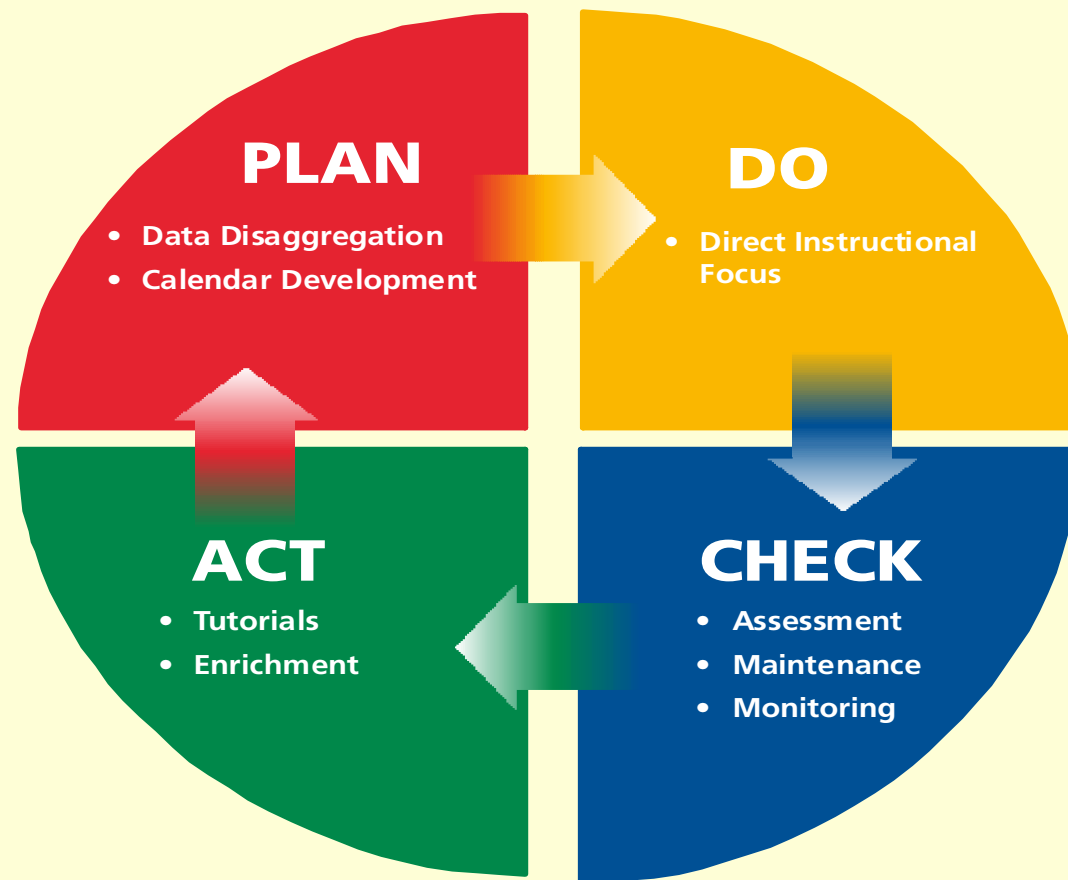 PLAN
• Data Disaggregation
• Calendar Development
DO
• Direct Instructional
Focus
ACT
• Tutorials
• Enrichment
CHECK
• Assessment
• Maintenance
• Monitoring